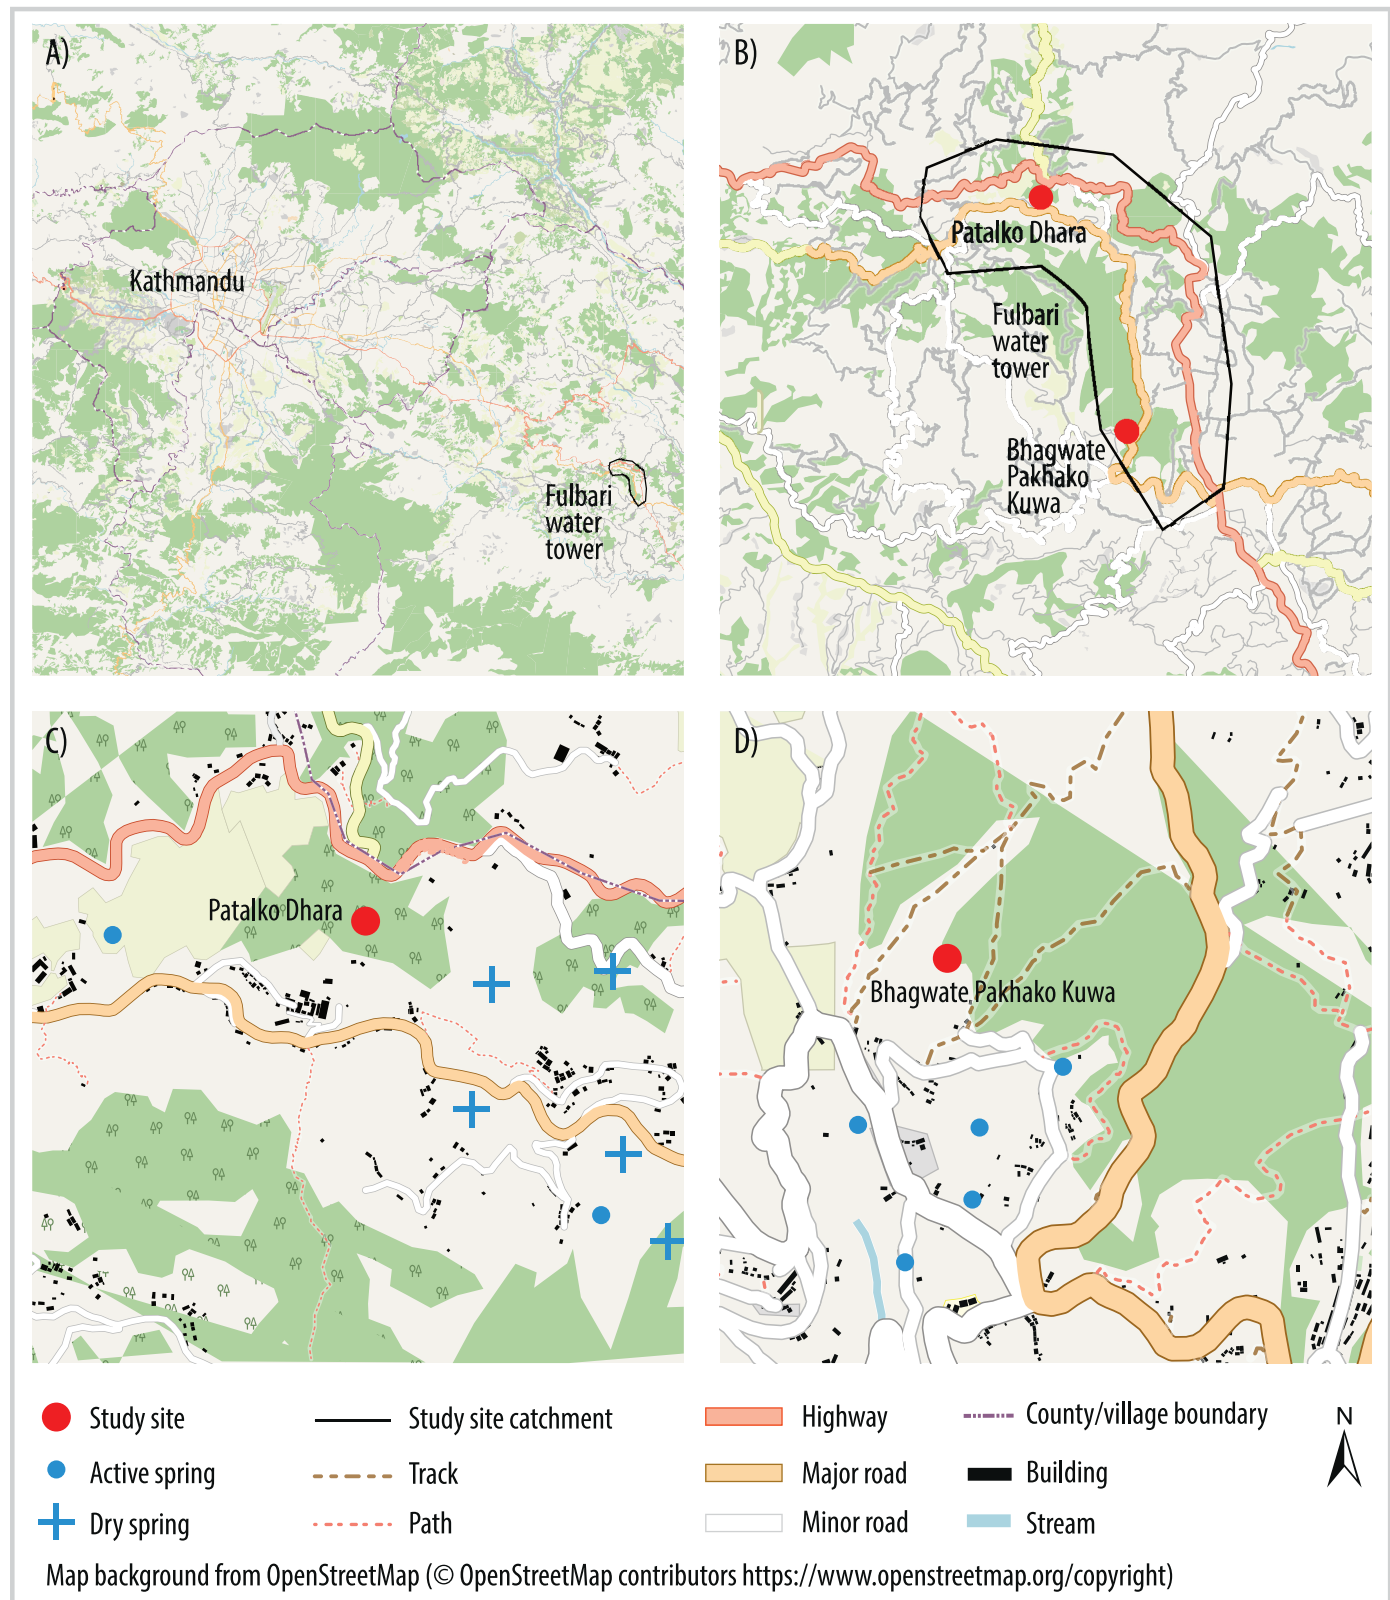 A)
Kathmandu
Fulbari
water
tower
B)
Patalko Dhara
Fulbari
water
tower
Bhagwate
Pakhako
Kuwa
C)
Patalko Dhara
D)
Bhagwate Pakhako Kuwa
Study site
Study site catchment
Highway
County/village boundary
N
Active spring
Track
Major road
Building
Dry spring
Path
Minor road
Stream
Map background from OpenStreetMap (© OpenStreetMap contributors https://www.openstreetmap.org/copyright)